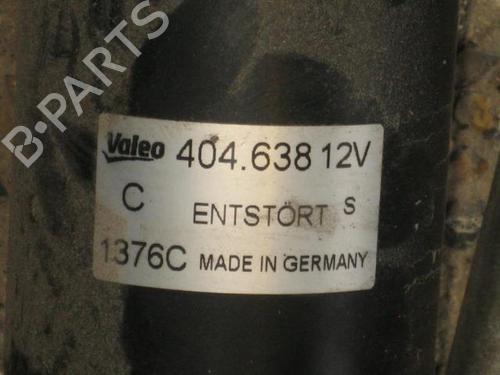 B-PARTS
Valeo 404.638 12V
C ENTSTÖRT S
1376C MADE IN GERMANY